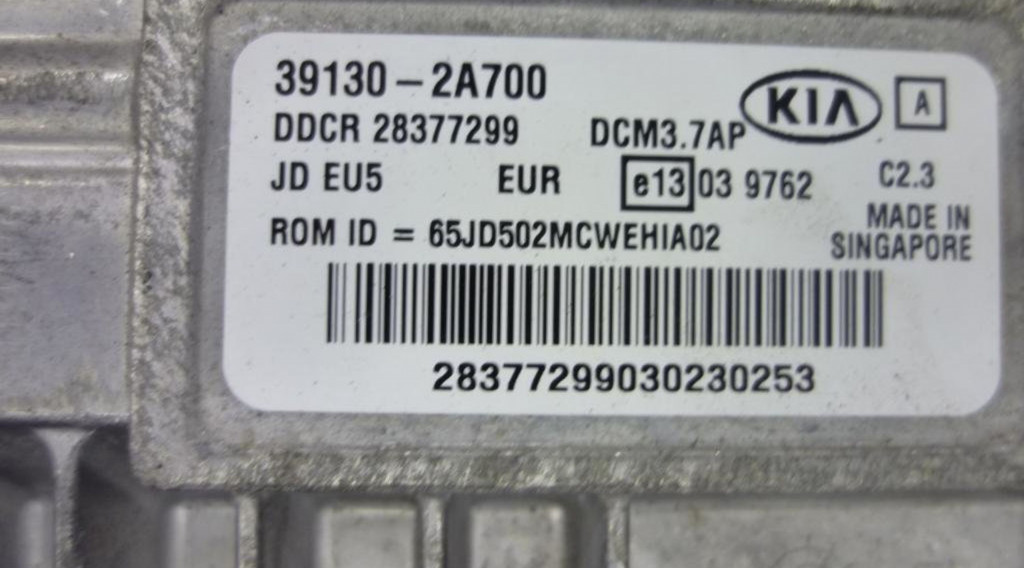 39130-2A700
KIA A
DDCR 28377299 DCM3.7AP
JD EU5 EUR e13 03 9762 C2.3
MADE IN
SINGAPORE
ROM ID = 65JD502MCWEHIA02
28377299030230253